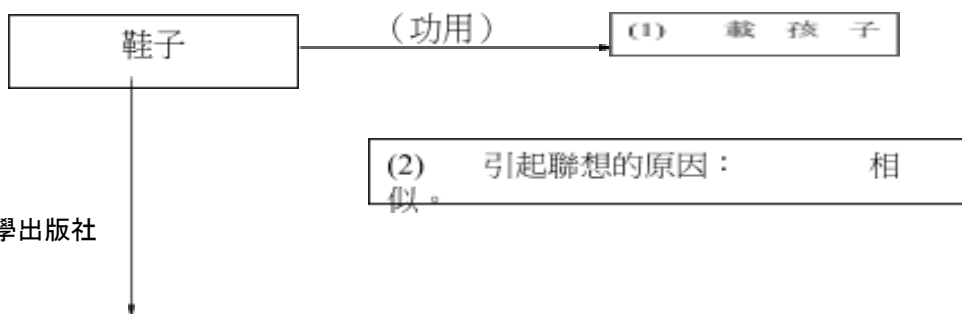 鞋子
（功用）
(1) 載 孩 子
(2) 引起聯想的原因： 相
似。
學出版社